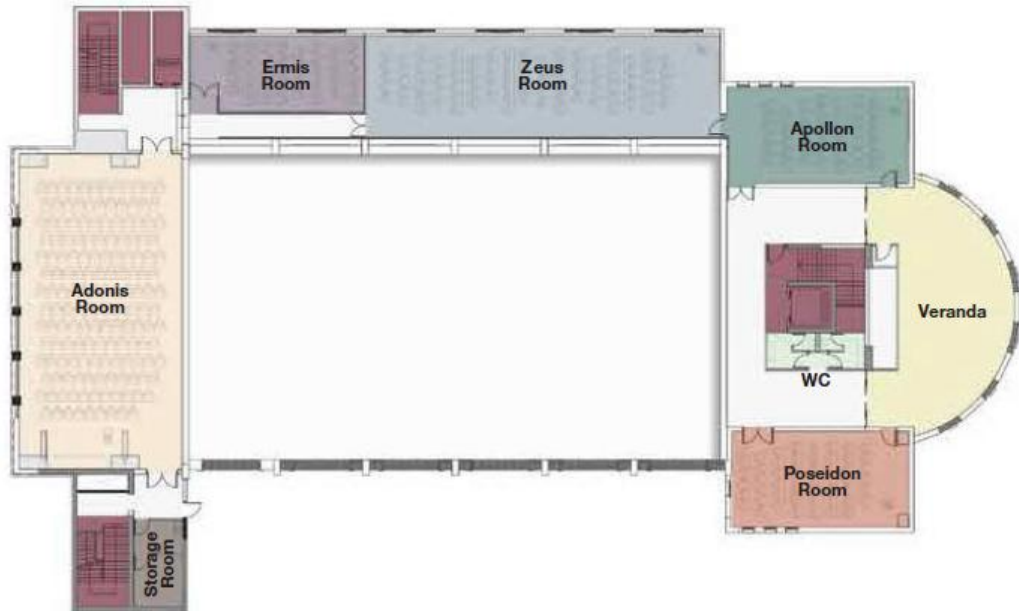 Ermis
Room
Zeus
Room
Apollon
Room
Adonis
Room
Veranda
WC
Poseidon
Room
Storage
Room